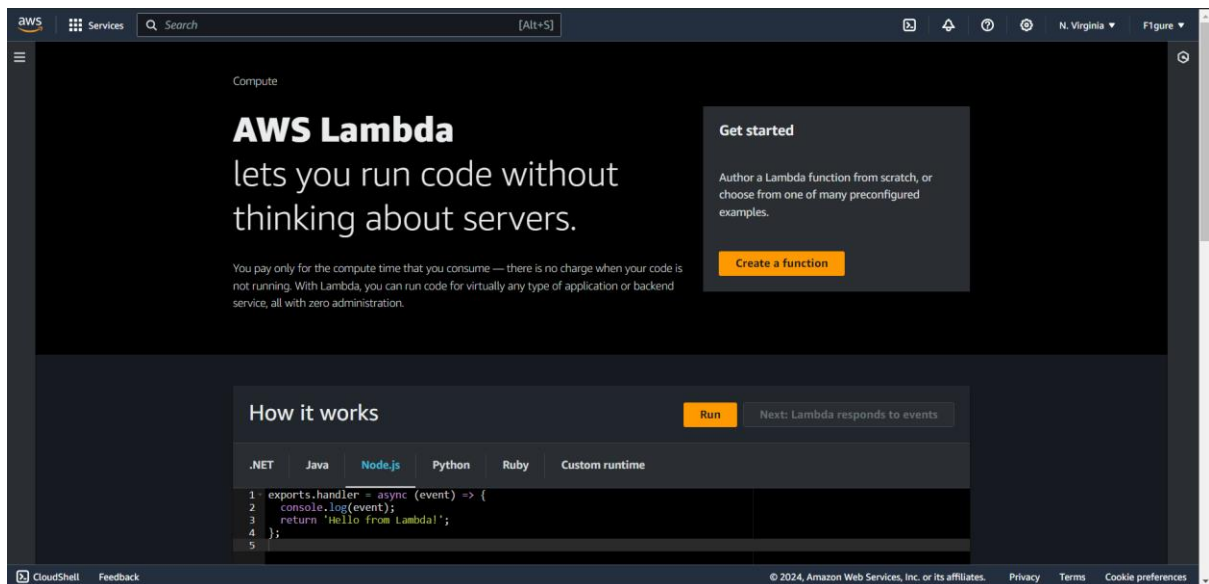 aws
Services
Search
[Alt+S]
N. Virginia
F1gure
Compute
AWS Lambda
lets you run code without
thinking about servers.
You pay only for the compute time that you consume — there is no charge when your code is
not running. With Lambda, you can run code for virtually any type of application or backend
service, all with zero administration.
Get started
Author a Lambda function from scratch, or
choose from one of many preconfigured
examples.
Create a function
How it works
Run
Next: Lambda responds to events
.NET
Java
Node.js
Python
Ruby
Custom runtime
1 exports.handler = async (event) => {
2 console.log(event);
3 return 'Hello from Lambda!';
4 };
5
CloudShell
Feedback
© 2024, Amazon Web Services, Inc. or its affiliates.
Privacy
Terms
Cookie preferences